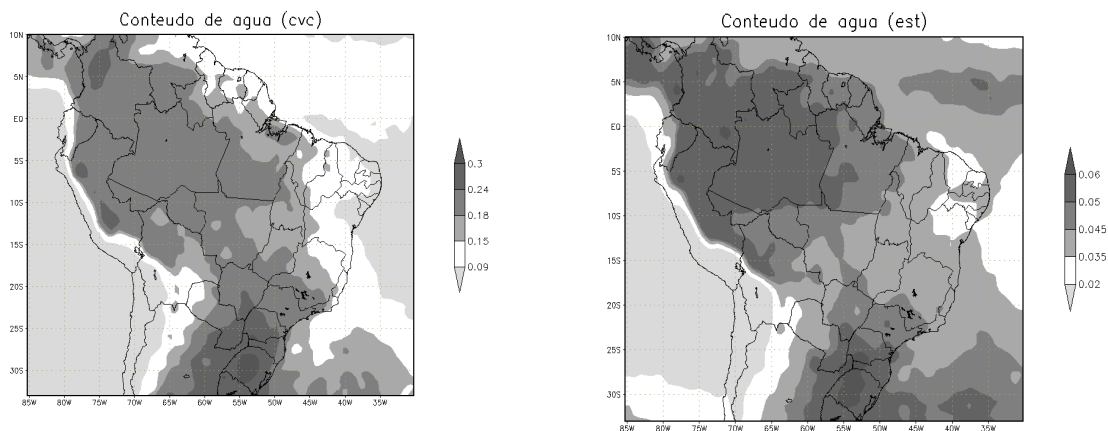 Conteudo de agua (cvc)
10N
5N
EQ
5S
10S
15S
20S
25S
30S
85W 80W 75W 70W 65W 60W 55W 50W 45W 40W 35W
0.3
0.24
0.18
0.15
0.09
Conteudo de agua (est)
10N
5N
EQ
5S
10S
15S
20S
25S
30S
85W 80W 75W 70W 65W 60W 55W 50W 45W 40W 35W
0.06
0.05
0.045
0.035
0.02